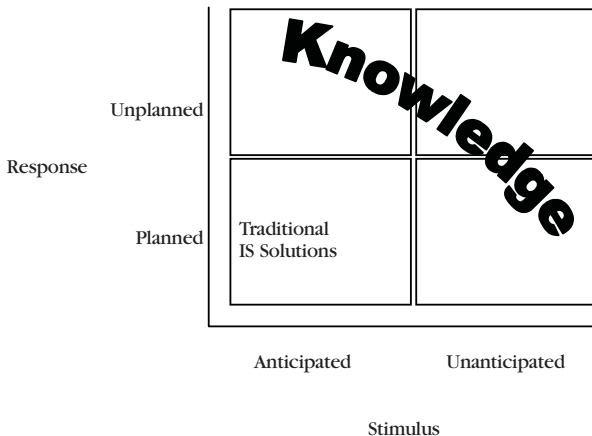 Knowledge
Unplanned
Response
Planned
Traditional
IS Solutions
Anticipated
Unanticipated
Stimulus